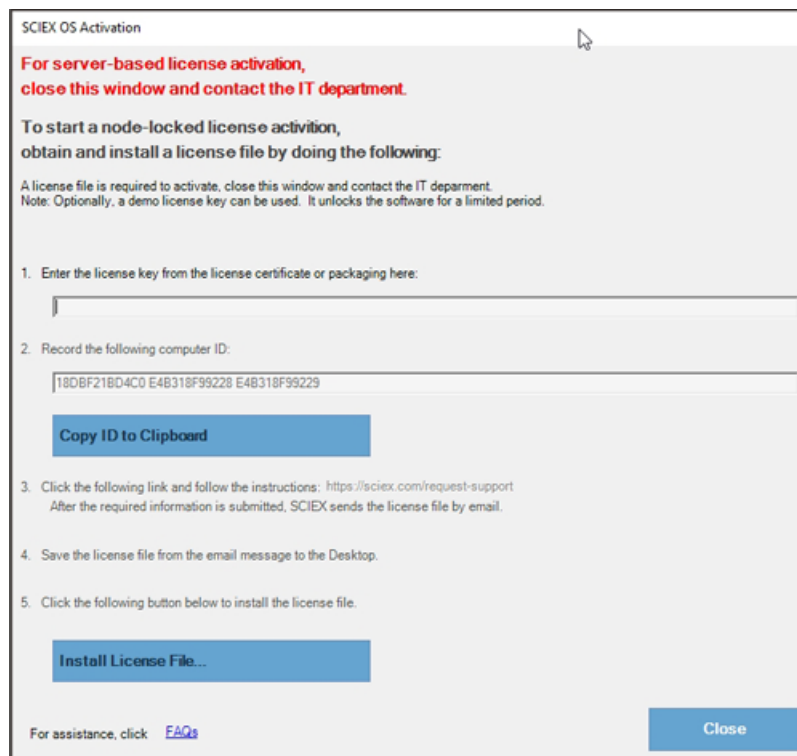 SCIEX OS Activation
For server-based license activation,
close this window and contact the IT department.
To start a node-locked license activition,
obtain and install a license file by doing the following:
A license file is required to activate, close this window and contact the IT deparment.
Note: Optionally, a demo license key can be used. It unlocks the software for a limited period.
1. Enter the license key from the license certificate or packaging here:
2. Record the following computer ID:
18DBF21BD4C0 E4B318F99228 E4B318F99229
Copy ID to Clipboard
3. Click the following link and follow the instructions: https://sciex.com/request-support
After the required information is submitted, SCIEX sends the license file by email.
4. Save the license file from the email message to the Desktop.
5. Click the following button below to install the license file.
Install License File...
For assistance, click FAQs
Close